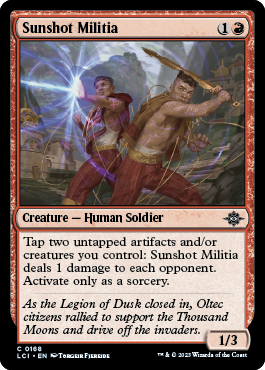 Sunshot Militia
1
Creature — Human Soldier
Tap two untapped artifacts and/or
creatures you control: Sunshot Militia
deals 1 damage to each opponent.
Activate only as a sorcery.
As the Legion of Dusk closed in, Oltec
citizens rallied to support the Thousand
Moons and drive off the invaders.
1/3
C 0168
LCI • EN Torgeir Fjereide
™ & © 2023 Wizards of the Coast